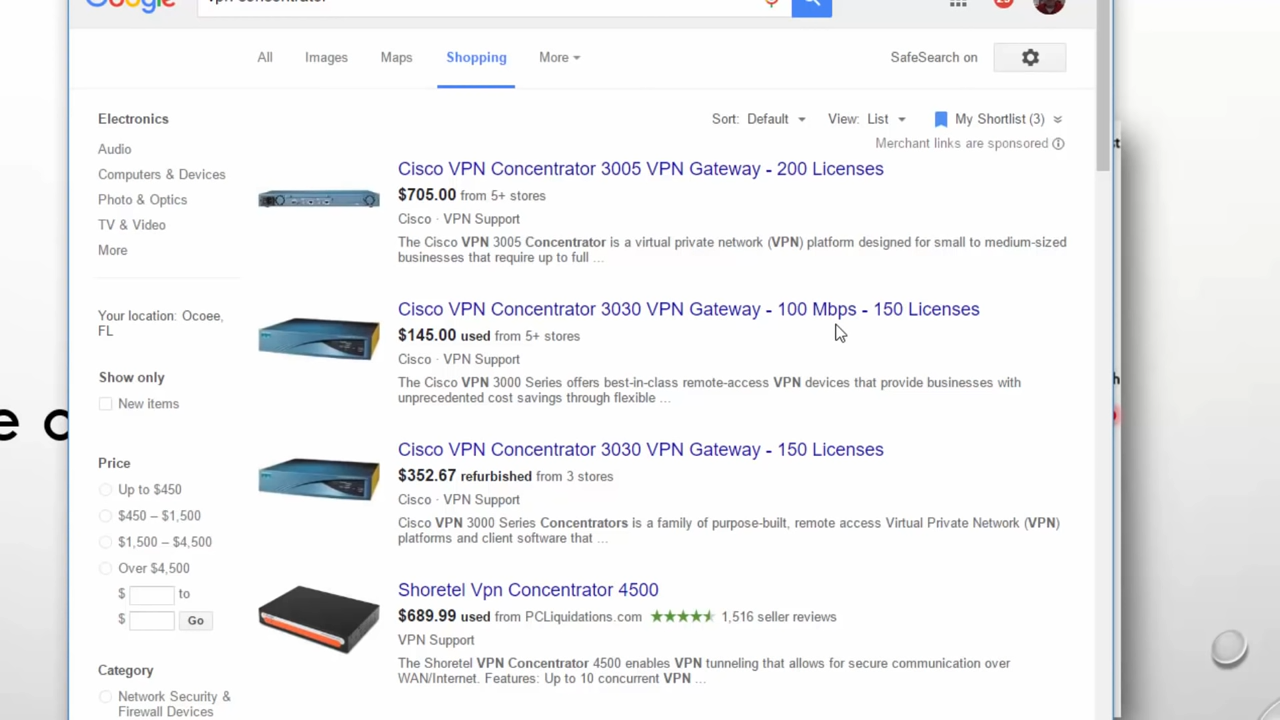 Google vpn concentrator
All Images Maps Shopping More SafeSearch on
Electronics
Audio
Computers & Devices
Photo & Optics
TV & Video
More
Your location: Ocoee,
FL
Show only
New items
Price
Up to $450
$450 – $1,500
$1,500 – $4,500
Over $4,500
$ to
$ Go
Category
Network Security &
Firewall Devices
Sort: Default View: List My Shortlist (3)
Merchant links are sponsored
Cisco VPN Concentrator 3005 VPN Gateway - 200 Licenses
$705.00 from 5+ stores
Cisco · VPN Support
The Cisco VPN 3005 Concentrator is a virtual private network (VPN) platform designed for small to medium-sized
businesses that require up to full ...
Cisco VPN Concentrator 3030 VPN Gateway - 100 Mbps - 150 Licenses
$145.00 used from 5+ stores
Cisco · VPN Support
The Cisco VPN 3000 Series offers best-in-class remote-access VPN devices that provide businesses with
unprecedented cost savings through flexible ...
Cisco VPN Concentrator 3030 VPN Gateway - 150 Licenses
$352.67 refurbished from 3 stores
Cisco · VPN Support
Cisco VPN 3000 Series Concentrators is a family of purpose-built, remote access Virtual Private Network (VPN)
platforms and client software that ...
Shoretel Vpn Concentrator 4500
$689.99 used from PCLiquidations.com 1,516 seller reviews
VPN Support
The Shoretel VPN Concentrator 4500 enables VPN tunneling that allows for secure communication over
WAN/Internet. Features: Up to 10 concurrent VPN ...